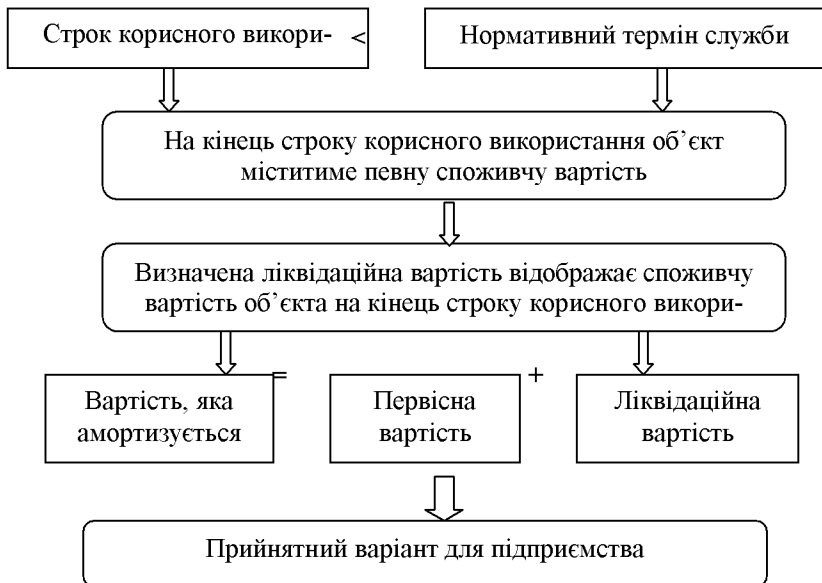 Строк корисного викори- < Нормативний термін служби
На кінець строку корисного використання об’єкт
міститиме певну споживчу вартість
Визначена ліквідаційна вартість відображає споживчу
вартість об’єкта на кінець строку корисного викори-
= +
Вартість, яка
амортизується
Первісна
вартість
Ліквідаційна
вартість
Прийнятний варіант для підприємства